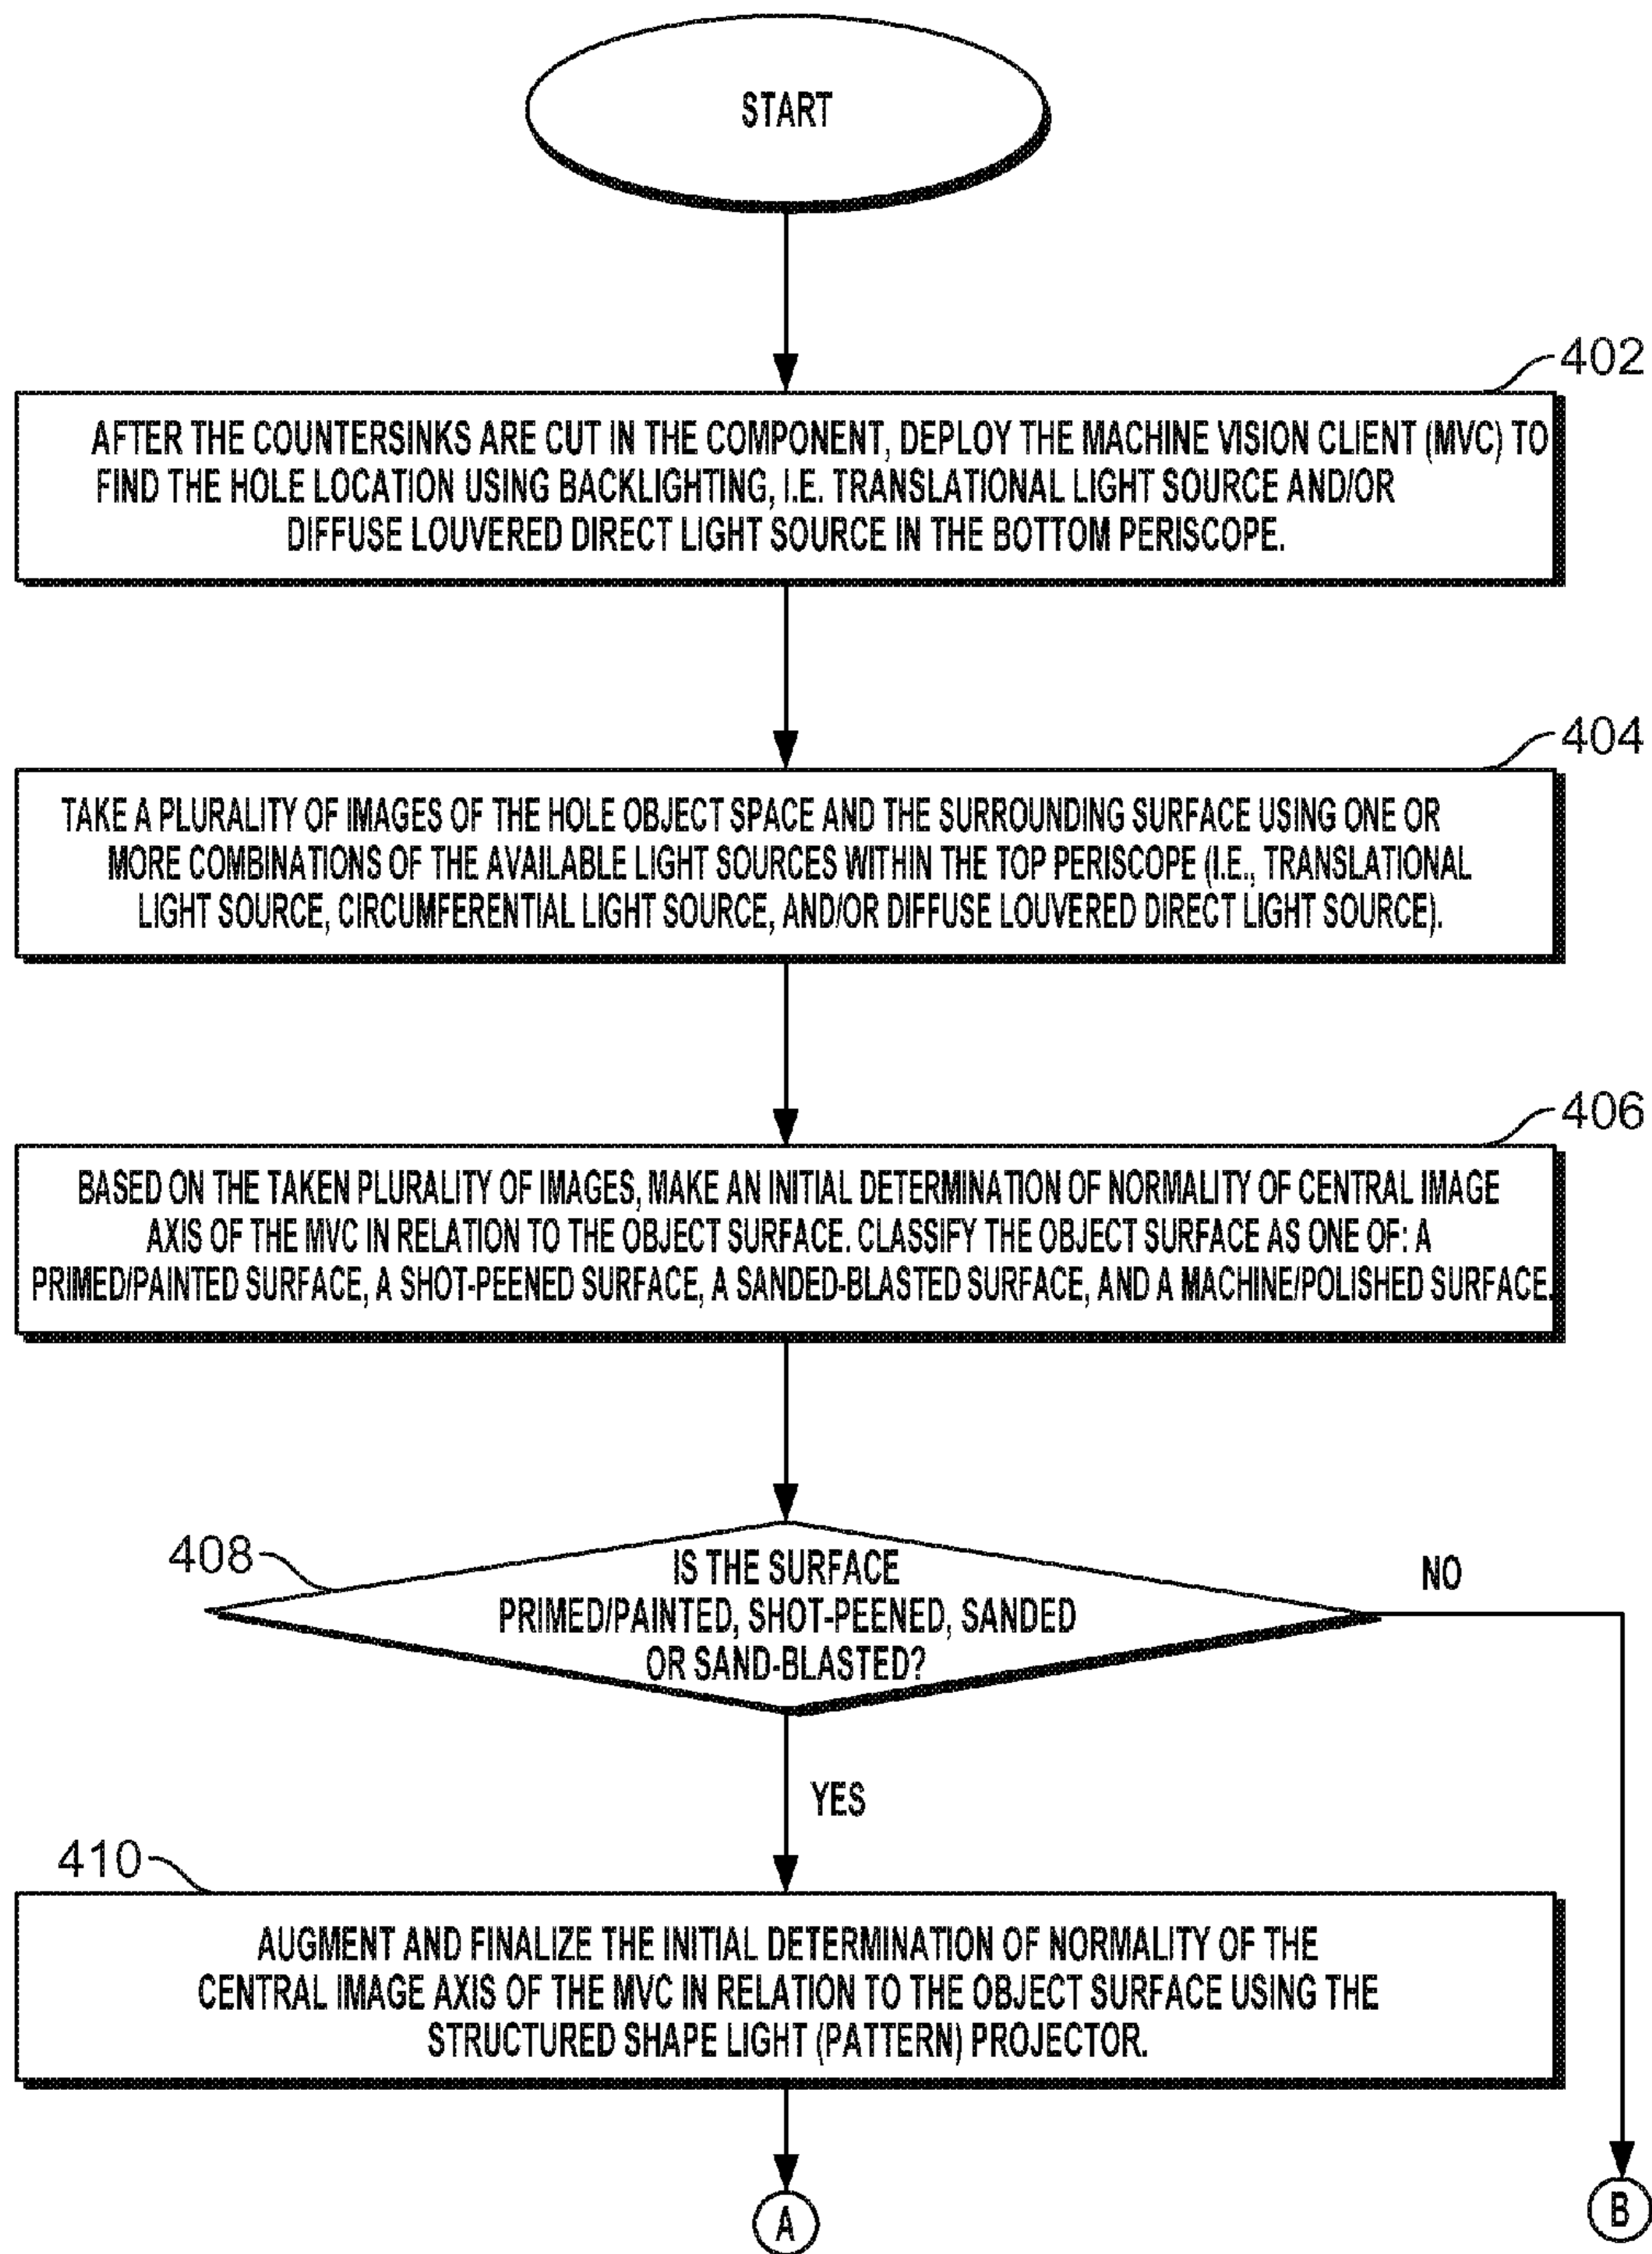 START
402
AFTER THE COUNTERSINKS ARE CUT IN THE COMPONENT, DEPLOY THE MACHINE VISION CLIENT (MVC) TO
FIND THE HOLE LOCATION USING BACKLIGHTING, I.E. TRANSLATIONAL LIGHT SOURCE AND/OR
DIFFUSE LOUVERED DIRECT LIGHT SOURCE IN THE BOTTOM PERISCOPE.
404
TAKE A PLURALITY OF IMAGES OF THE HOLE OBJECT SPACE AND THE SURROUNDING SURFACE USING ONE OR
MORE COMBINATIONS OF THE AVAILABLE LIGHT SOURCES WITHIN THE TOP PERISCOPE (I.E., TRANSLATIONAL
LIGHT SOURCE, CIRCUMFERENTIAL LIGHT SOURCE, AND/OR DIFFUSE LOUVERED DIRECT LIGHT SOURCE).
406
BASED ON THE TAKEN PLURALITY OF IMAGES, MAKE AN INITIAL DETERMINATION OF NORMALITY OF CENTRAL IMAGE
AXIS OF THE MVC IN RELATION TO THE OBJECT SURFACE. CLASSIFY THE OBJECT SURFACE AS ONE OF: A
PRIMED/PAINTED SURFACE, A SHOT-PEENED SURFACE, A SANDED-BLASTED SURFACE, AND A MACHINE/POLISHED SURFACE.
408
IS THE SURFACE
PRIMED/PAINTED, SHOT-PEENED, SANDED
OR SAND-BLASTED?
NO
YES
410
AUGMENT AND FINALIZE THE INITIAL DETERMINATION OF NORMALITY OF THE
CENTRAL IMAGE AXIS OF THE MVC IN RELATION TO THE OBJECT SURFACE USING THE
STRUCTURED SHAPE LIGHT (PATTERN) PROJECTOR.
A
B